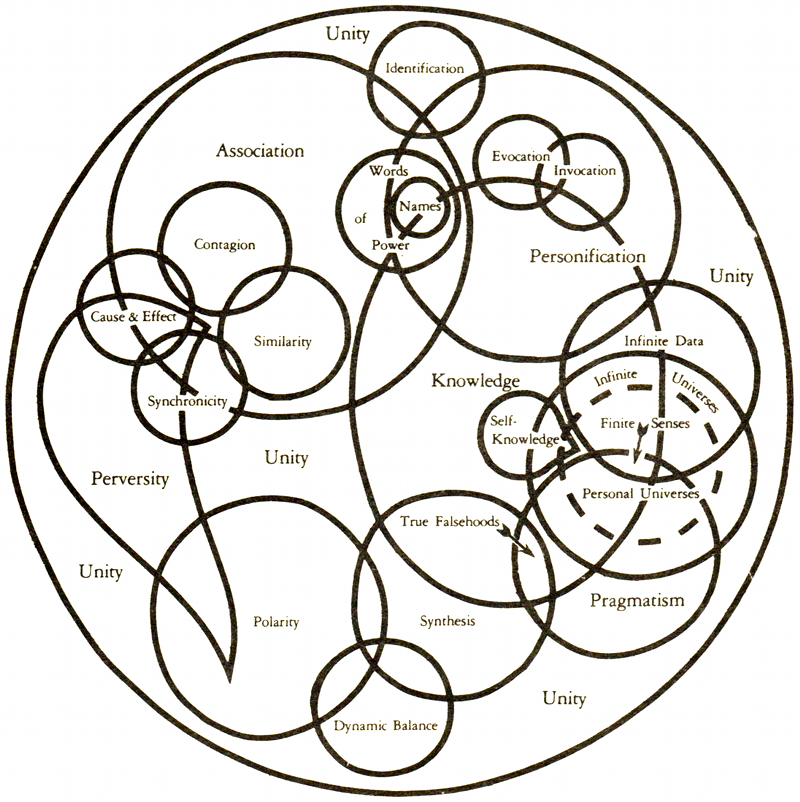 Unity
Identification
Association
Words
of
Power
Names
Evocation
Invocation
Contagion
Personification
Unity
Cause & Effect
Similarity
Infinite Data
Synchronicity
Knowledge
Infinite Universes
Self-
Knowledge
Finite Senses
Perversity
Unity
Personal Universes
True Falsehoods
Unity
Pragmatism
Polarity
Synthesis
Unity
Dynamic Balance